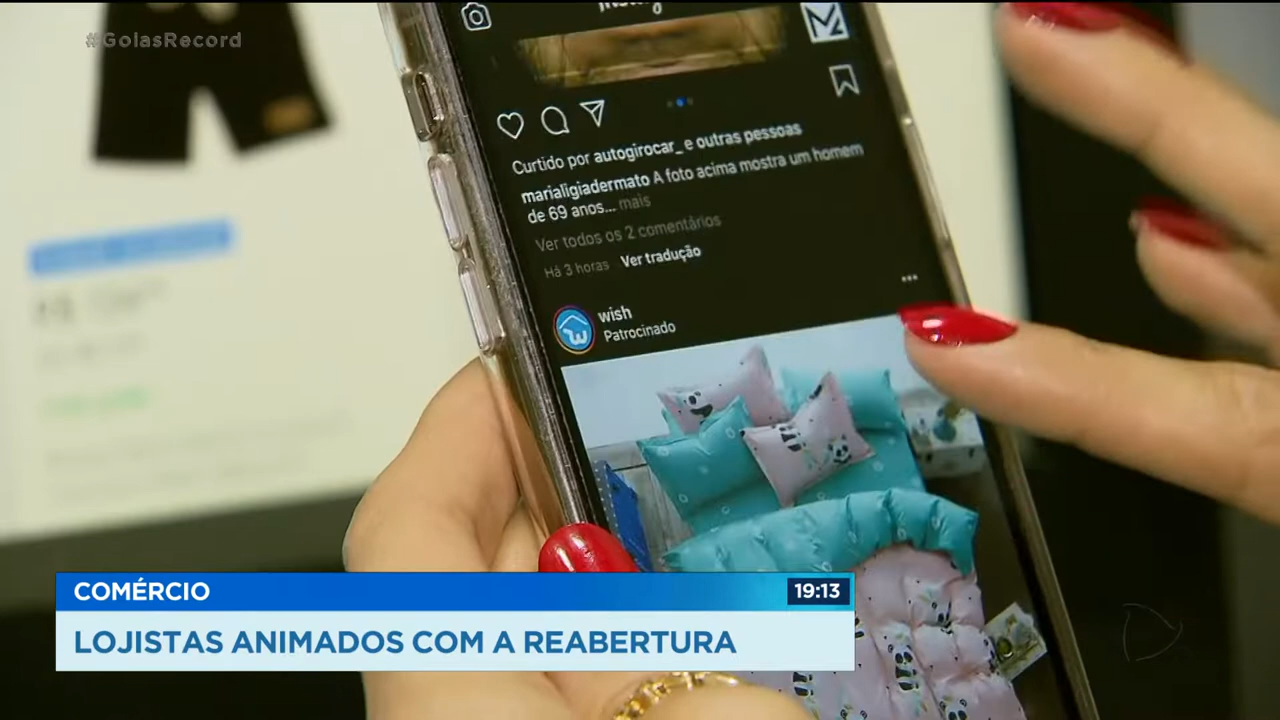 #GoiasRecord
Curtido por autogirocar_ e outras pessoas
marialigiadermato A foto acima mostra um homem
de 69 anos... mais
Ver todos os 2 comentários
Há 3 horas Ver tradução
wish
Patrocinado
COMÉRCIO
19:13
LOJISTAS ANIMADOS COM A REABERTURA